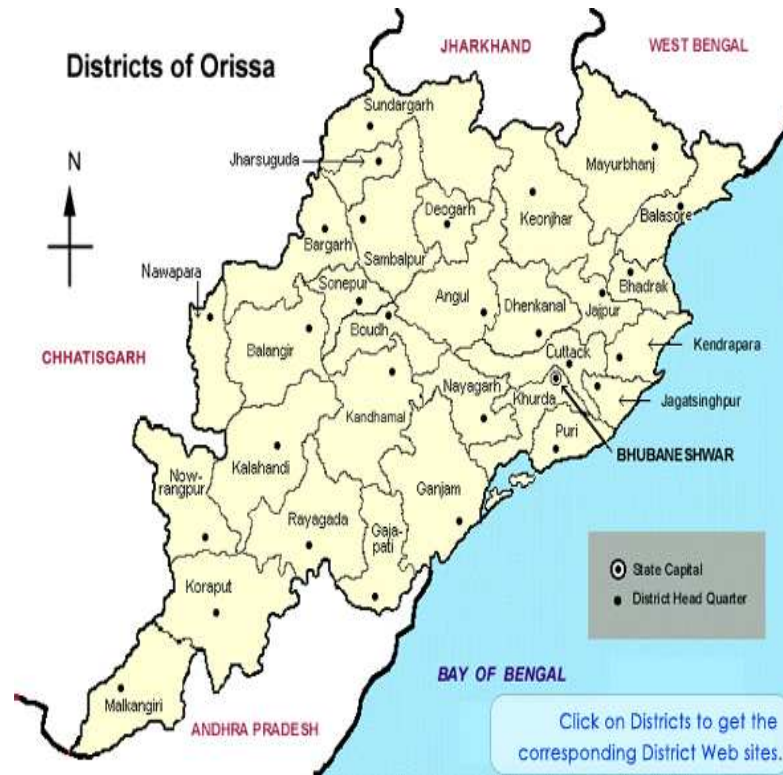 JHARKHAND
WEST BENGAL
Districts of Orissa
Sundargarh
Jharsuguda
Mayurbhanj
N
Deogarh
Keonjhar
Balasore
Bargarh
Sambalpur
Nawapara
Sonepur
Bhadrak
Angul
Dhenkanal
Jajpur
Boudh
Balangir
CHHATISGARH
Cuttack
Kendrapara
Nayagarh
Khurda
Jagatsinghpur
Kandhamal
Puri
BHUBANESHWAR
Kalahandi
Now-
rangpur
Ganjam
Rayagada
Gaja-
pati
Koraput
State Capital
District Head Quarter
BAY OF BENGAL
Malkangiri
ANDHRA PRADESH
Click on Districts to get the
corresponding District Web sites.